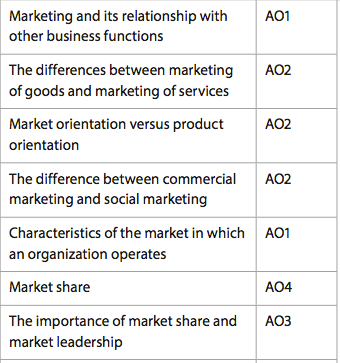 Marketing and its relationship with AO1
other business functions
The differences between marketing AO2
of goods and marketing of services
Market orientation versus product AO2
orientation
The difference between commercial AO2
marketing and social marketing
Characteristics of the market in which AO1
an organization operates
Market share AO4
The importance of market share and AO3
market leadership